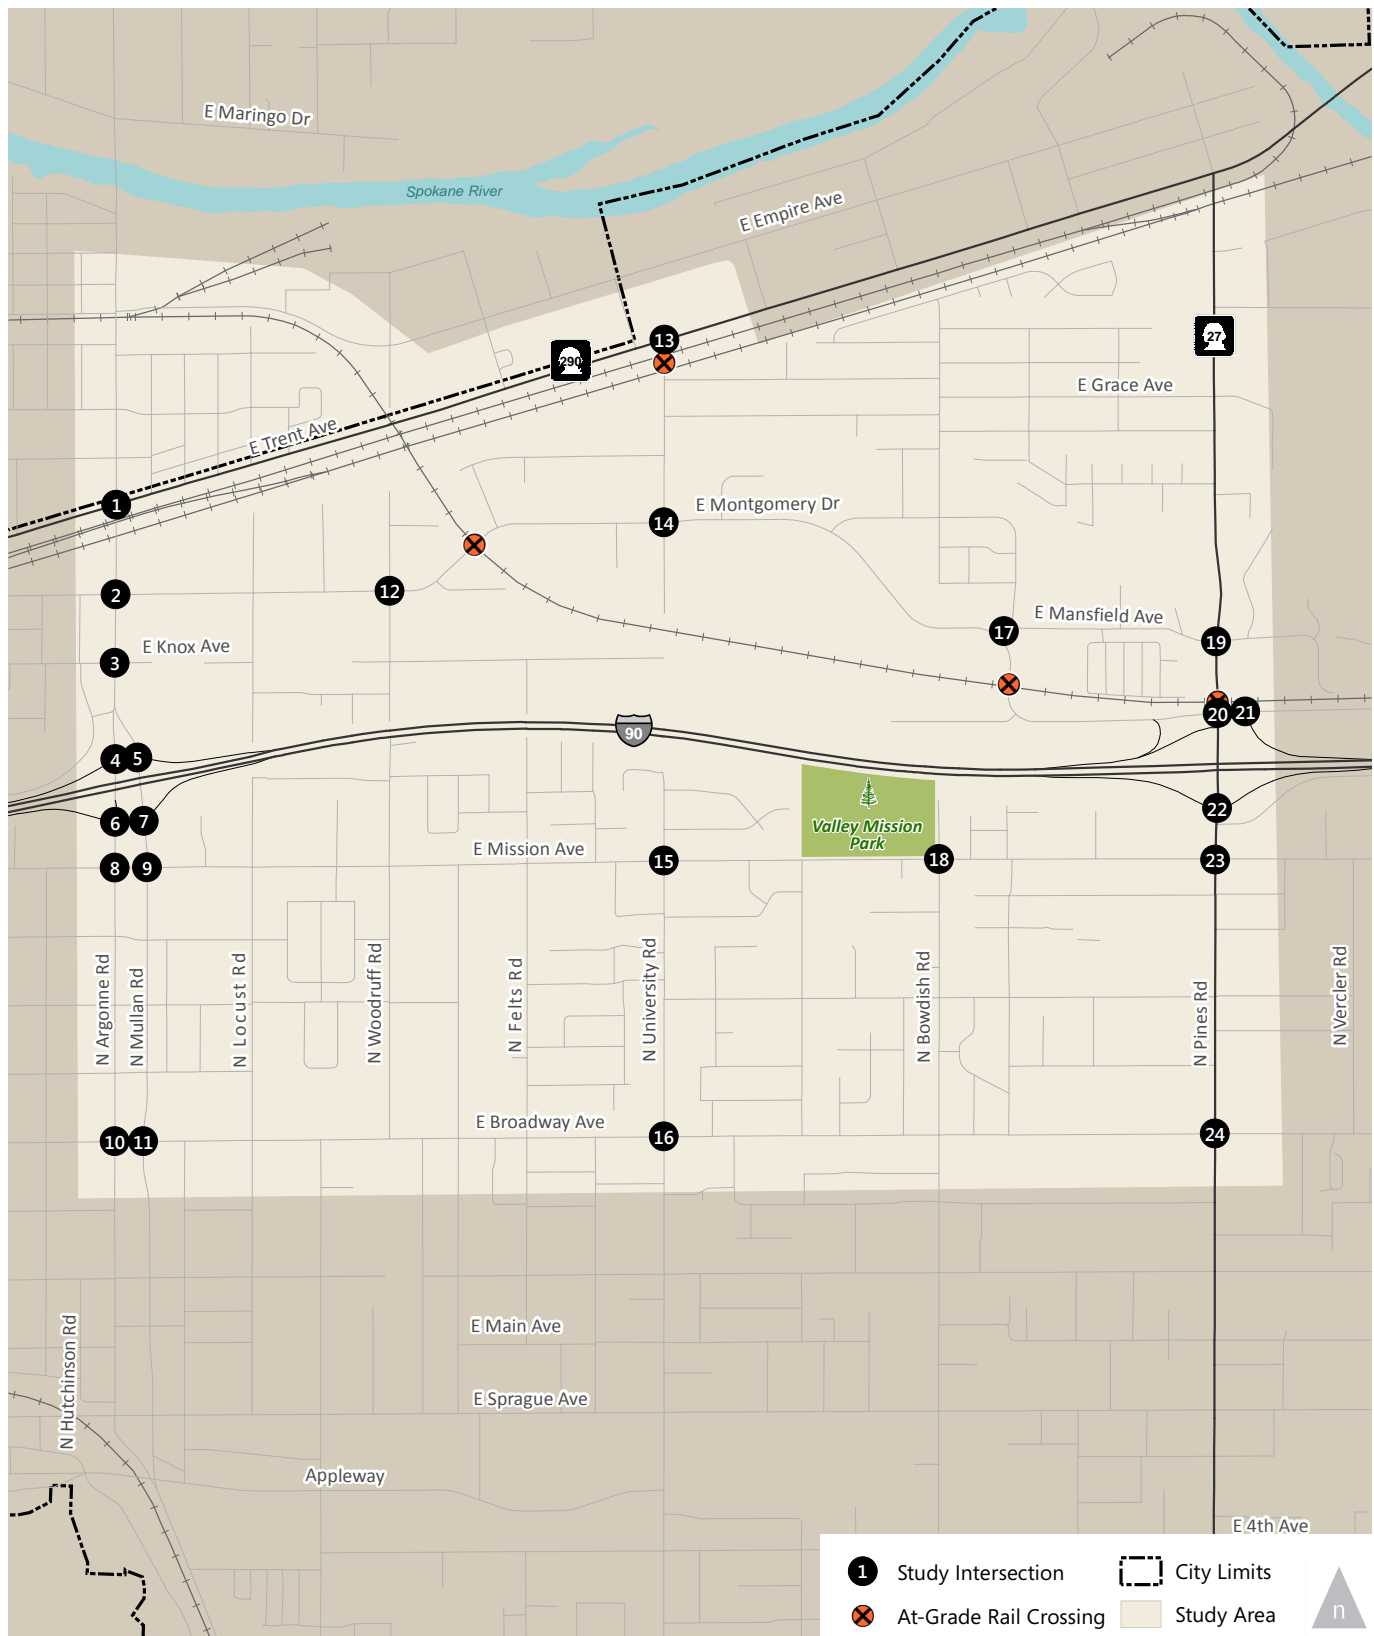 E Maringo Dr
Spokane River
E Empire Ave
27
13
290
E Grace Ave
E Trent Ave
1
E Montgomery Dr
14
2
12
E Mansfield Ave
17
19
E Knox Ave
3
20
21
90
4
5
6
7
Valley Mission
Park
22
E Mission Ave
8
9
15
18
23
N Argonne Rd
N Mullan Rd
N Locust Rd
N Woodruff Rd
N Felts Rd
N University Rd
N Bowdish Rd
N Pines Rd
N Vercler Rd
E Broadway Ave
10
11
16
24
N Hutchinson Rd
E Main Ave
E Sprague Ave
Appleway
E 4th Ave
1 Study Intersection
City Limits
At-Grade Rail Crossing
Study Area
n